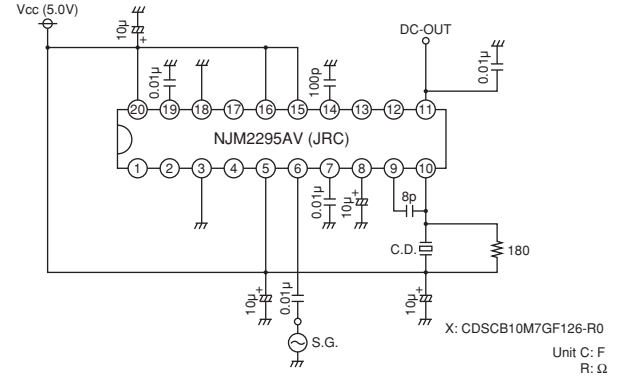 Vcc (5.0V)
10μ
+
0.01μ
100p
DC-OUT
0.01μ
20 19 18 17 16 15 14 13 12 11
NJM2295AV (JRC)
1 2 3 4 5 6 7 8 9 10
0.01μ
10μ
+
8p
C.D.
180
10μ
+
0.01μ
10μ
+
S.G.
X: CDSCB10M7GF126-R0
Unit C: F
R: Ω